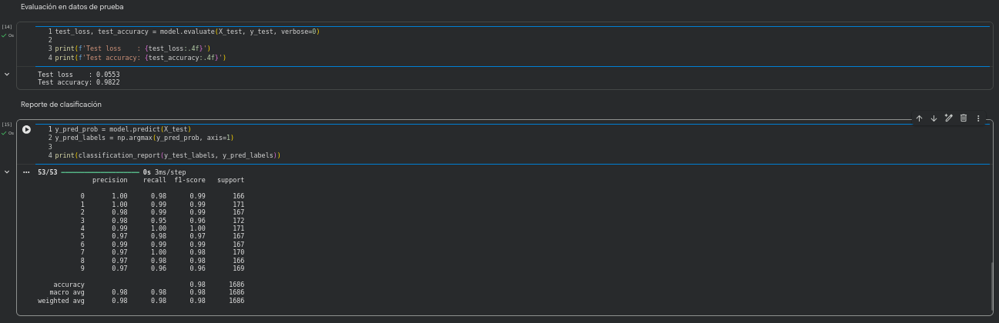 Evaluación en datos de prueba
[14]
0s
1 test_loss, test_accuracy = model.evaluate(X_test, y_test, verbose=0)
2
3 print(f'Test loss    : {test_loss:.4f}')
4 print(f'Test accuracy: {test_accuracy:.4f}')
Test loss    : 0.0553
Test accuracy: 0.9822
Reporte de clasificación
[15]
0s
1 y_pred_prob = model.predict(X_test)
2 y_pred_labels = np.argmax(y_pred_prob, axis=1)
3
4 print(classification_report(y_test_labels, y_pred_labels))
53/53 ━━━━━━━━━━━━━━━━━━━━ 0s 3ms/step
              precision    recall  f1-score   support
           0       1.00      0.98      0.99       166
           1       1.00      0.99      0.99       171
           2       0.98      0.99      0.99       167
           3       0.98      0.95      0.96       172
           4       0.99      1.00      1.00       171
           5       0.97      0.98      0.97       167
           6       0.99      0.99      0.99       167
           7       0.97      1.00      0.98       170
           8       0.97      0.98      0.98       166
           9       0.97      0.96      0.96       169
    accuracy                           0.98      1686
   macro avg       0.98      0.98      0.98      1686
weighted avg       0.98      0.98      0.98      1686